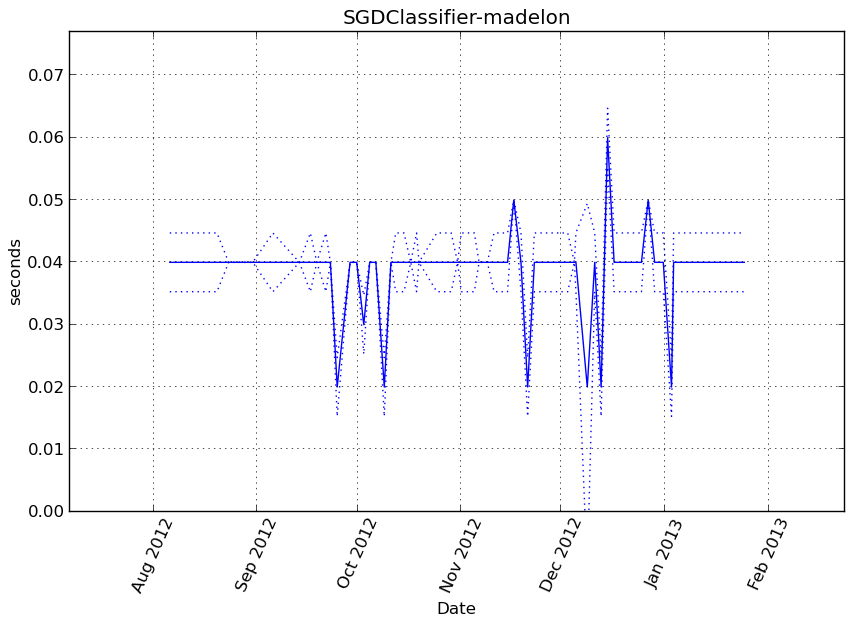 SGDClassifier-madelon
0.07
0.06
0.05
0.04
0.03
0.02
0.01
0.00
seconds
Aug 2012
Sep 2012
Oct 2012
Nov 2012
Dec 2012
Jan 2013
Feb 2013
Date